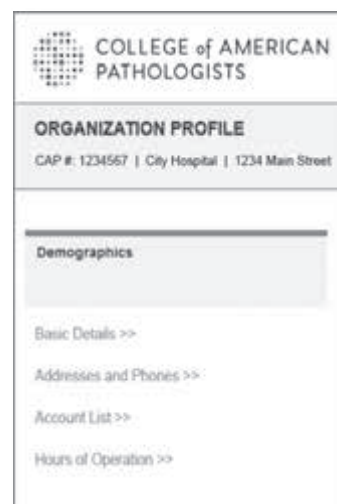 COLLEGE of AMERICAN
PATHOLOGISTS
ORGANIZATION PROFILE
CAP #: 1234567 | City Hospital | 1234 Main Street
Demographics
Basic Details >>
Addresses and Phones >>
Account List >>
Hours of Operation >>